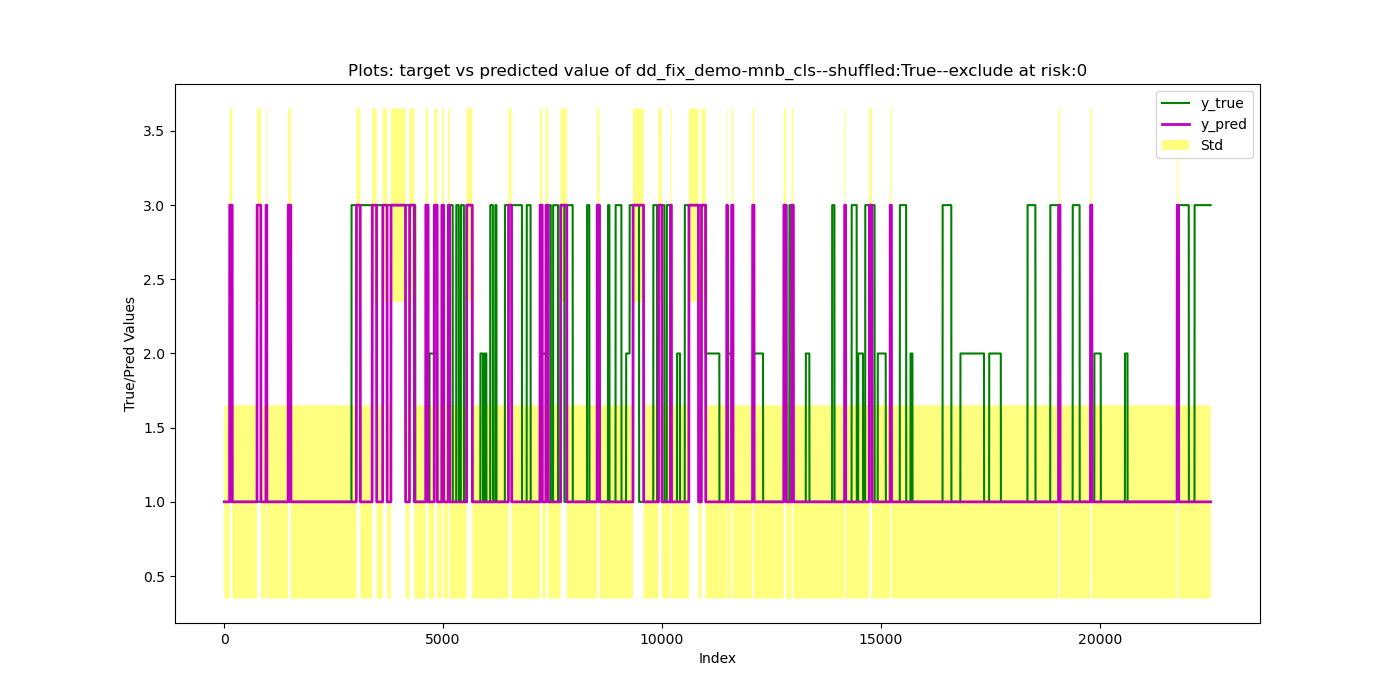 Plots: target vs predicted value of dd_fix_demo-mnb_cls--shuffled:True--exclude at risk:0
y_true
y_pred
Std
3.5
3.0
2.5
2.0
1.5
1.0
0.5
True/Pred Values
0
5000
10000
15000
20000
Index